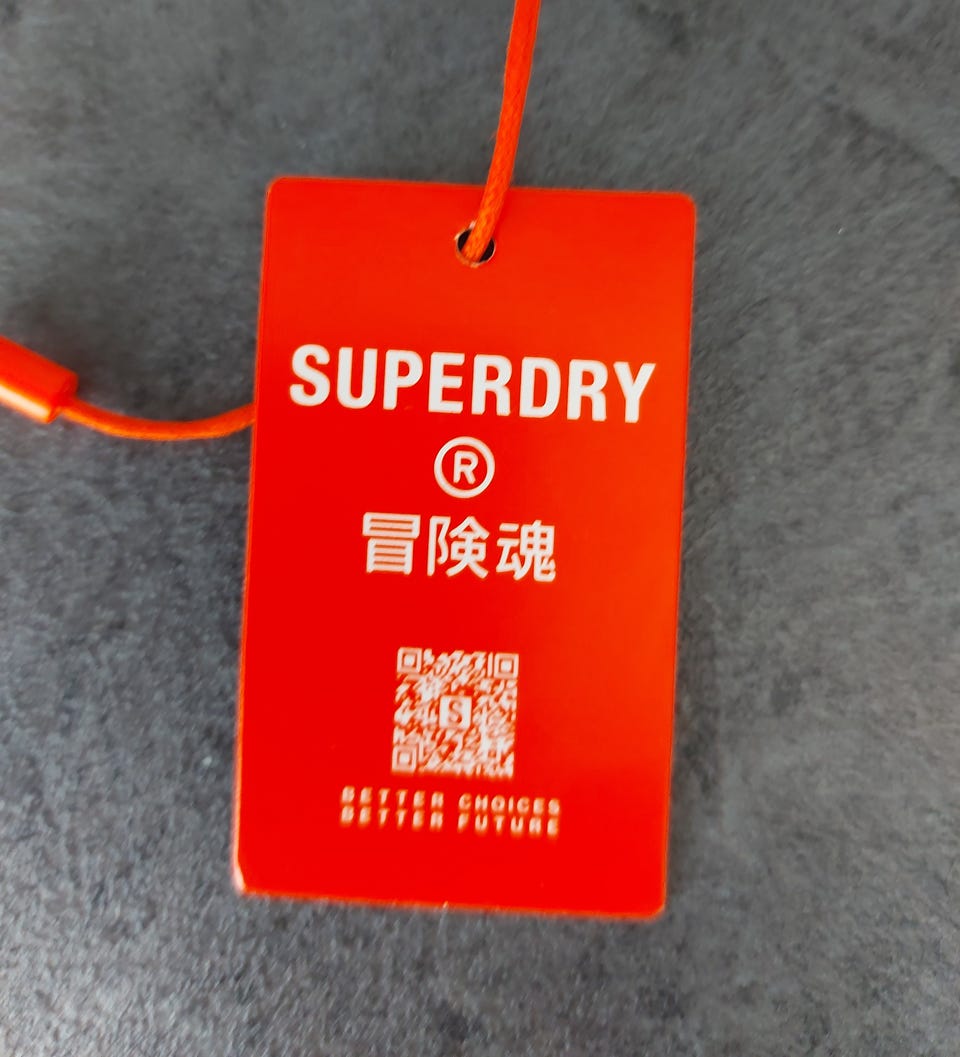 SUPERDRY
®
冒険魂
S
BETTER CHOICES
BETTER FUTURE